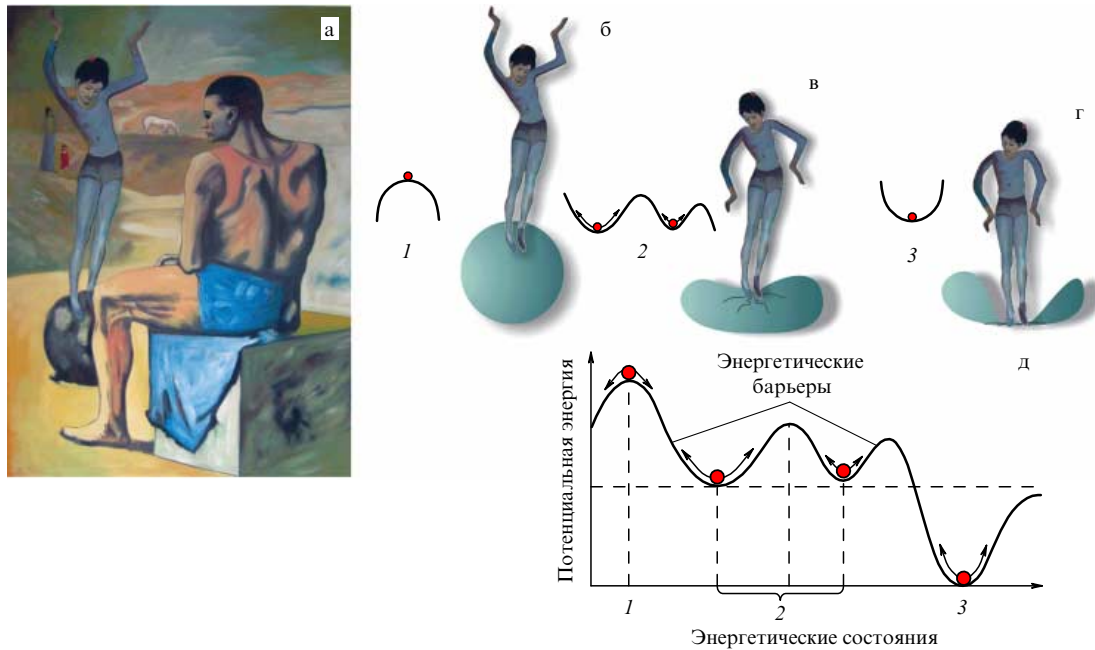 а
б
в
г
1
2
3
д
Энергетические
барьеры
Потенциальная энергия
1
2
3
Энергетические состояния